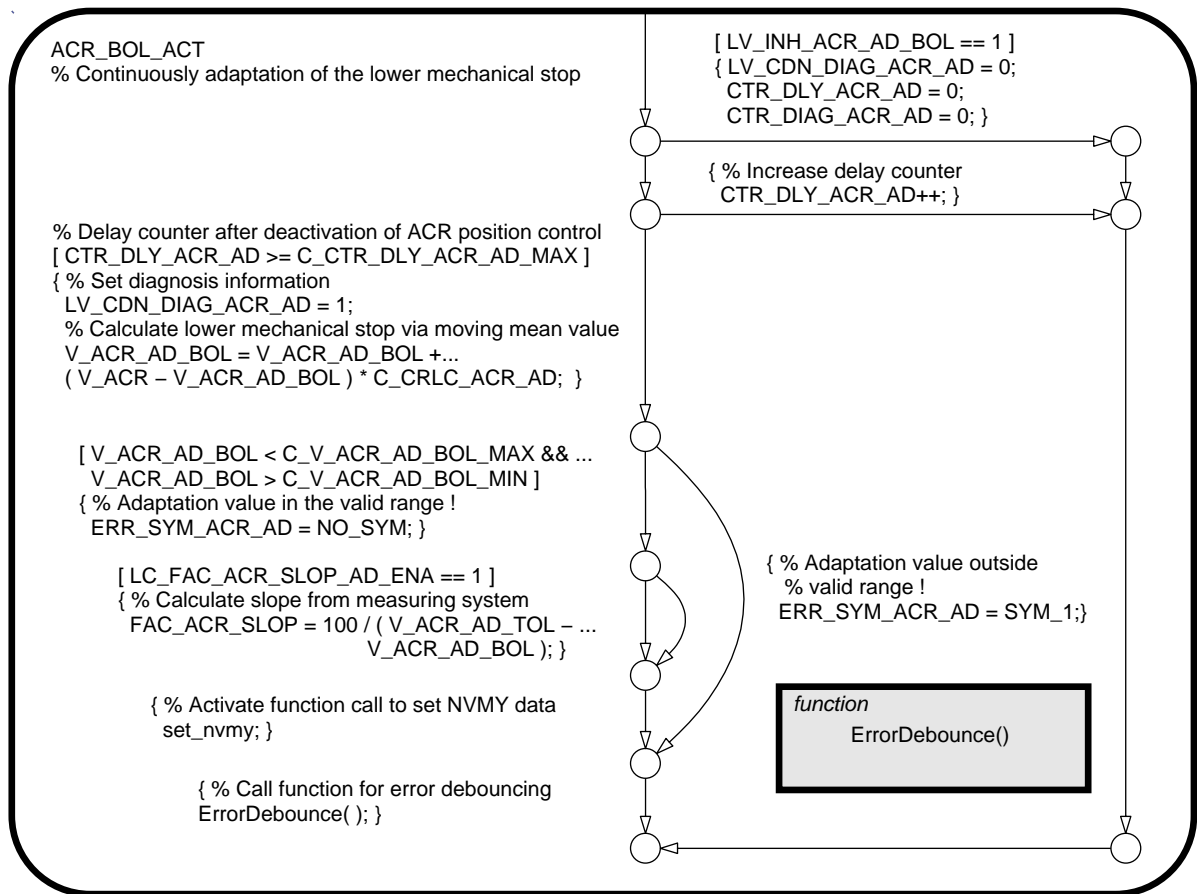 ACR_BOL_ACT
% Continuously adaptation of the lower mechanical stop
[ LV_INH_ACR_AD_BOL == 1 ]
{ LV_CDN_DIAG_ACR_AD = 0;
CTR_DLY_ACR_AD = 0;
CTR_DIAG_ACR_AD = 0; }
{ % Increase delay counter
CTR_DLY_ACR_AD++; }
% Delay counter after deactivation of ACR position control
[ CTR_DLY_ACR_AD >= C_CTR_DLY_ACR_AD_MAX ]
{ % Set diagnosis information
LV_CDN_DIAG_ACR_AD = 1;
% Calculate lower mechanical stop via moving mean value
V_ACR_AD_BOL = V_ACR_AD_BOL +...
( V_ACR − V_ACR_AD_BOL ) * C_CRLC_ACR_AD; }
[ V_ACR_AD_BOL < C_V_ACR_AD_BOL_MAX && ...
V_ACR_AD_BOL > C_V_ACR_AD_BOL_MIN ]
{ % Adaptation value in the valid range !
ERR_SYM_ACR_AD = NO_SYM; }
{ % Adaptation value outside
% valid range !
ERR_SYM_ACR_AD = SYM_1;}
[ LC_FAC_ACR_SLOP_AD_ENA == 1 ]
{ % Calculate slope from measuring system
FAC_ACR_SLOP = 100 / ( V_ACR_AD_TOL − ...
V_ACR_AD_BOL ); }
{ % Activate function call to set NVMY data
set_nvmy; }
function
ErrorDebounce()
{ % Call function for error debouncing
ErrorDebounce( ); }